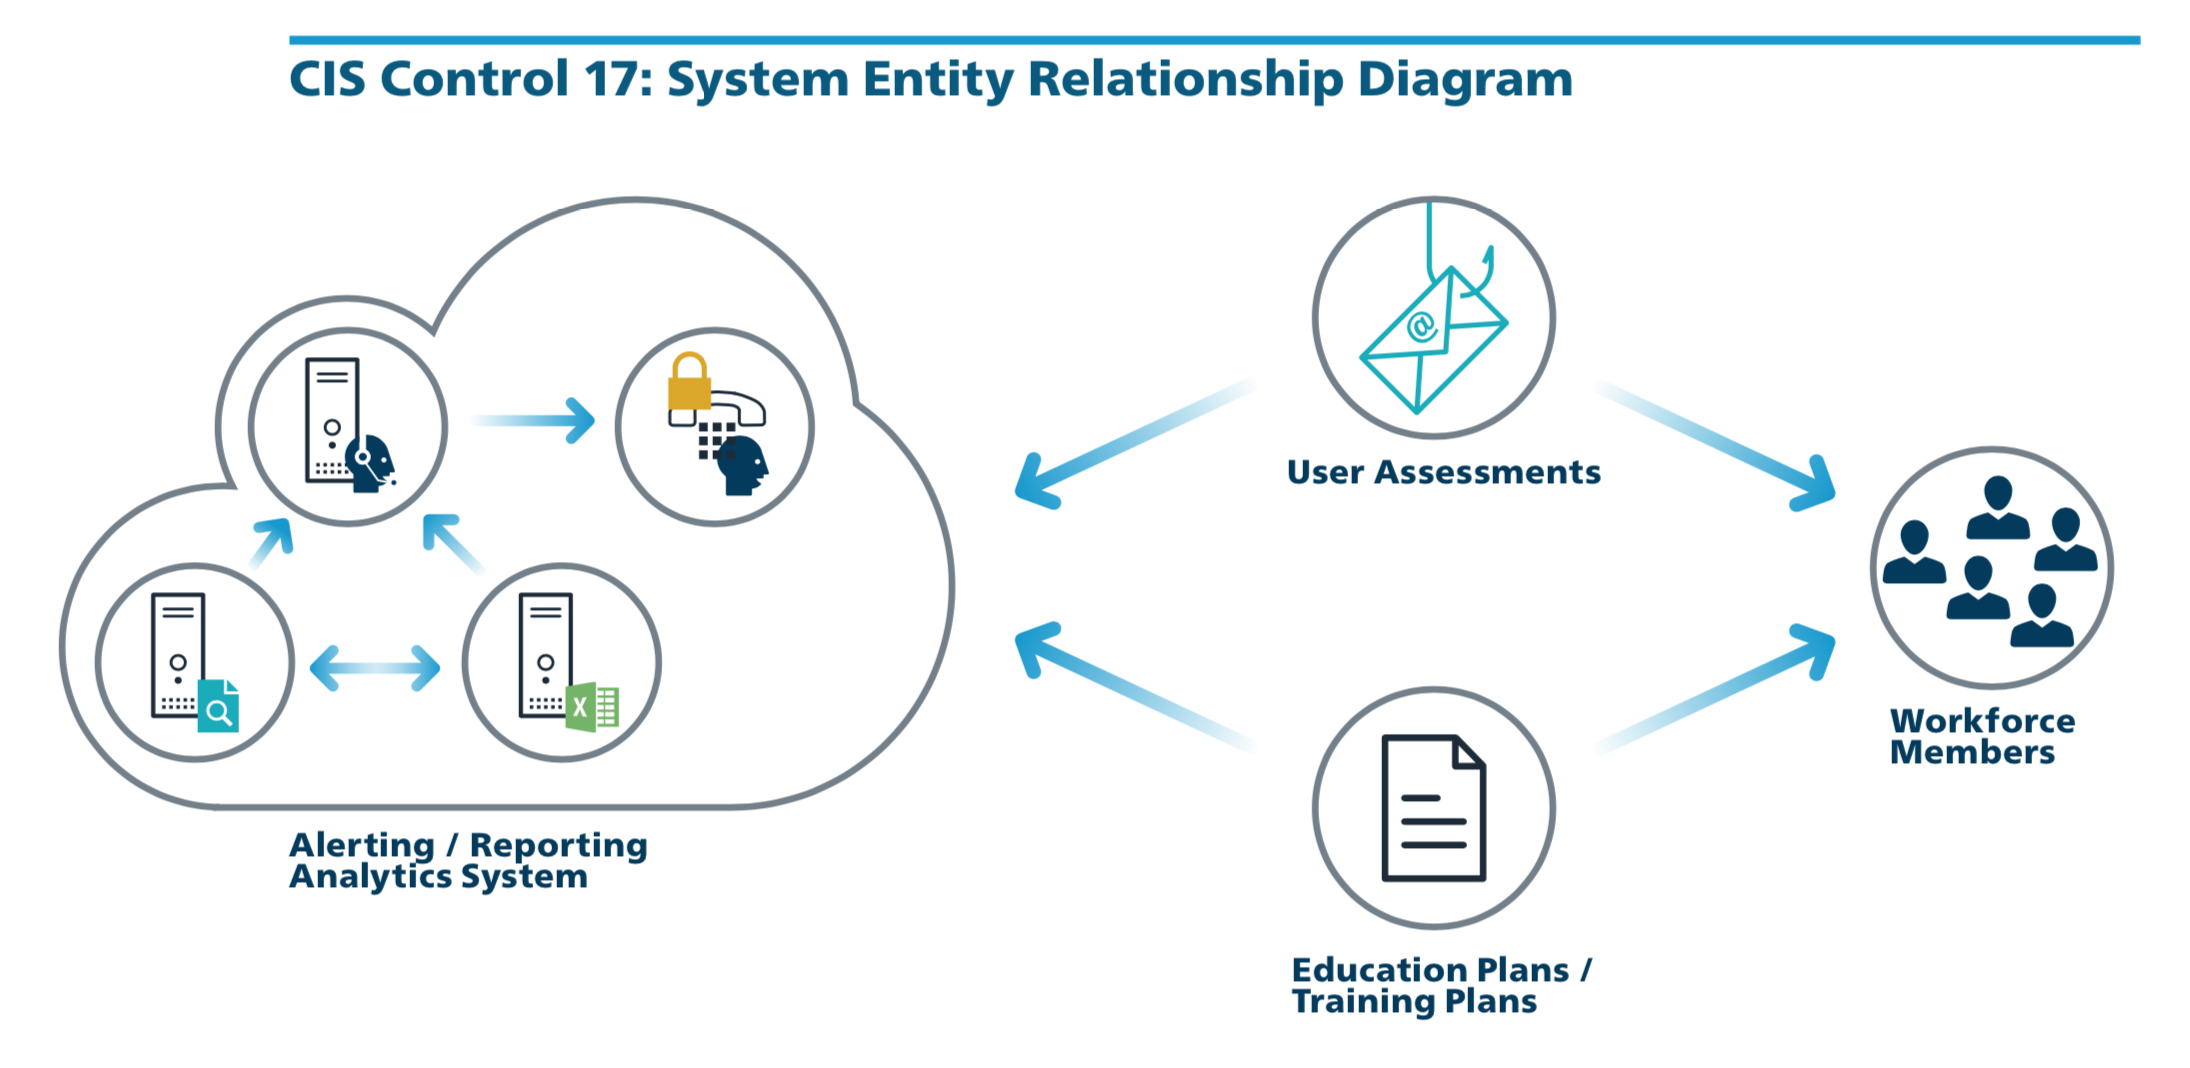 CIS Control 17: System Entity Relationship Diagram
@
User Assessments
X
Workforce
Members
Alerting / Reporting
Analytics System
Education Plans /
Training Plans